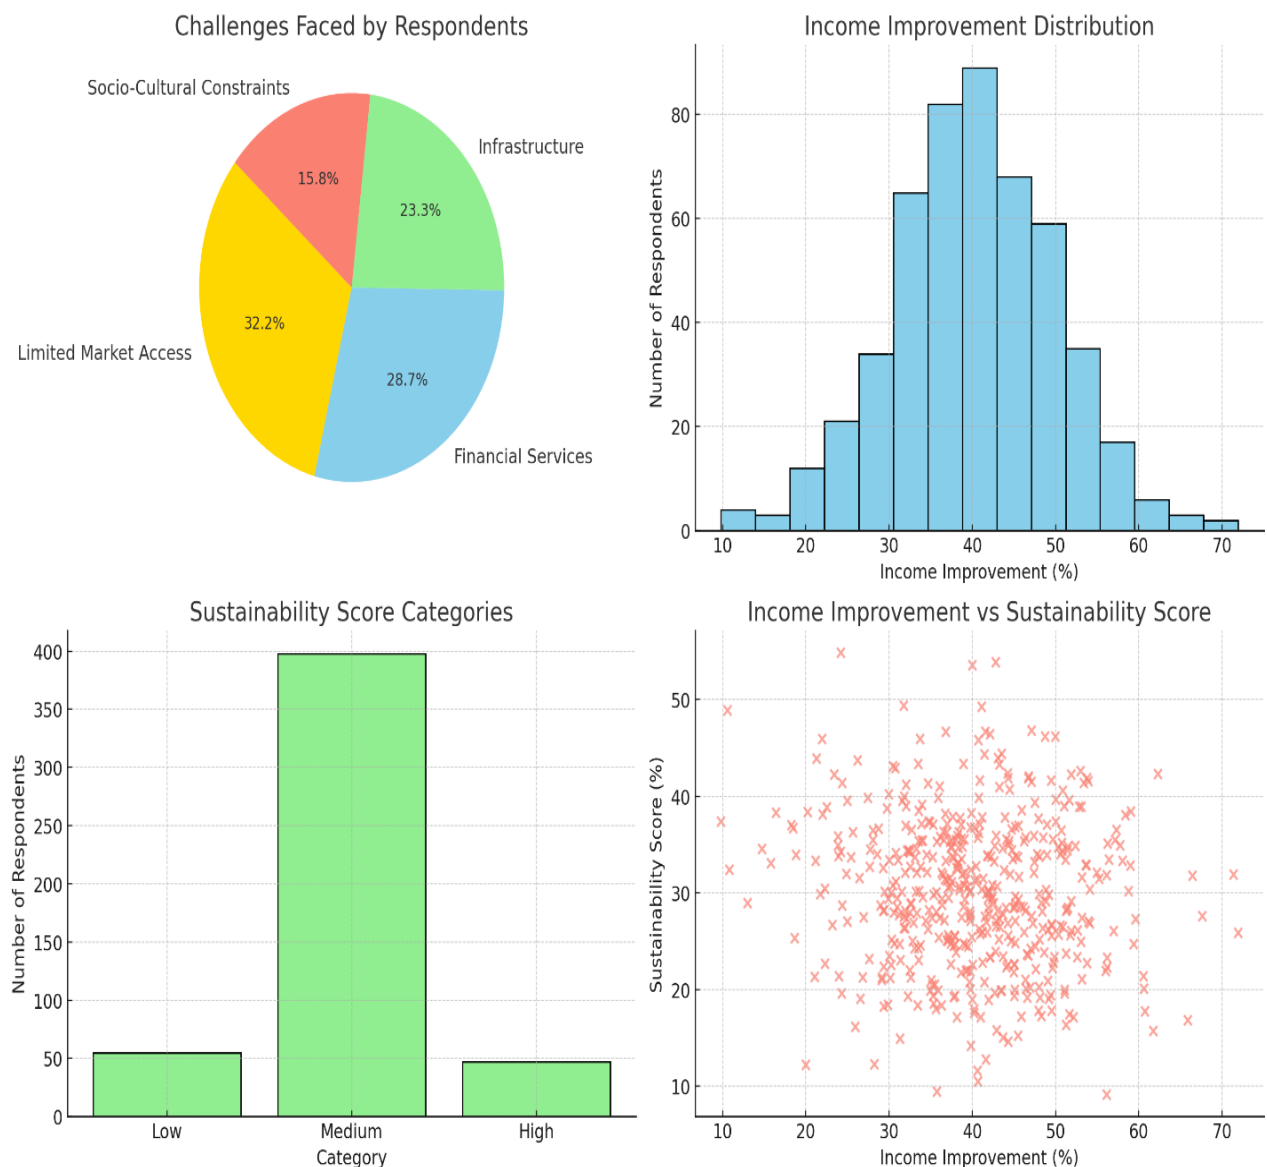 Challenges Faced by Respondents
Socio-Cultural Constraints
Infrastructure
15.8%
23.3%
32.2%
Limited Market Access
28.7%
Financial Services
Income Improvement Distribution
Number of Respondents
80
60
40
20
0
10 20 30 40 50 60 70
Income Improvement (%)
Sustainability Score Categories
Number of Respondents
400
350
300
250
200
150
100
50
0
Low Medium High
Category
Income Improvement vs Sustainability Score
Sustainability Score (%)
50
40
30
20
10
10 20 30 40 50 60 70
Income Improvement (%)